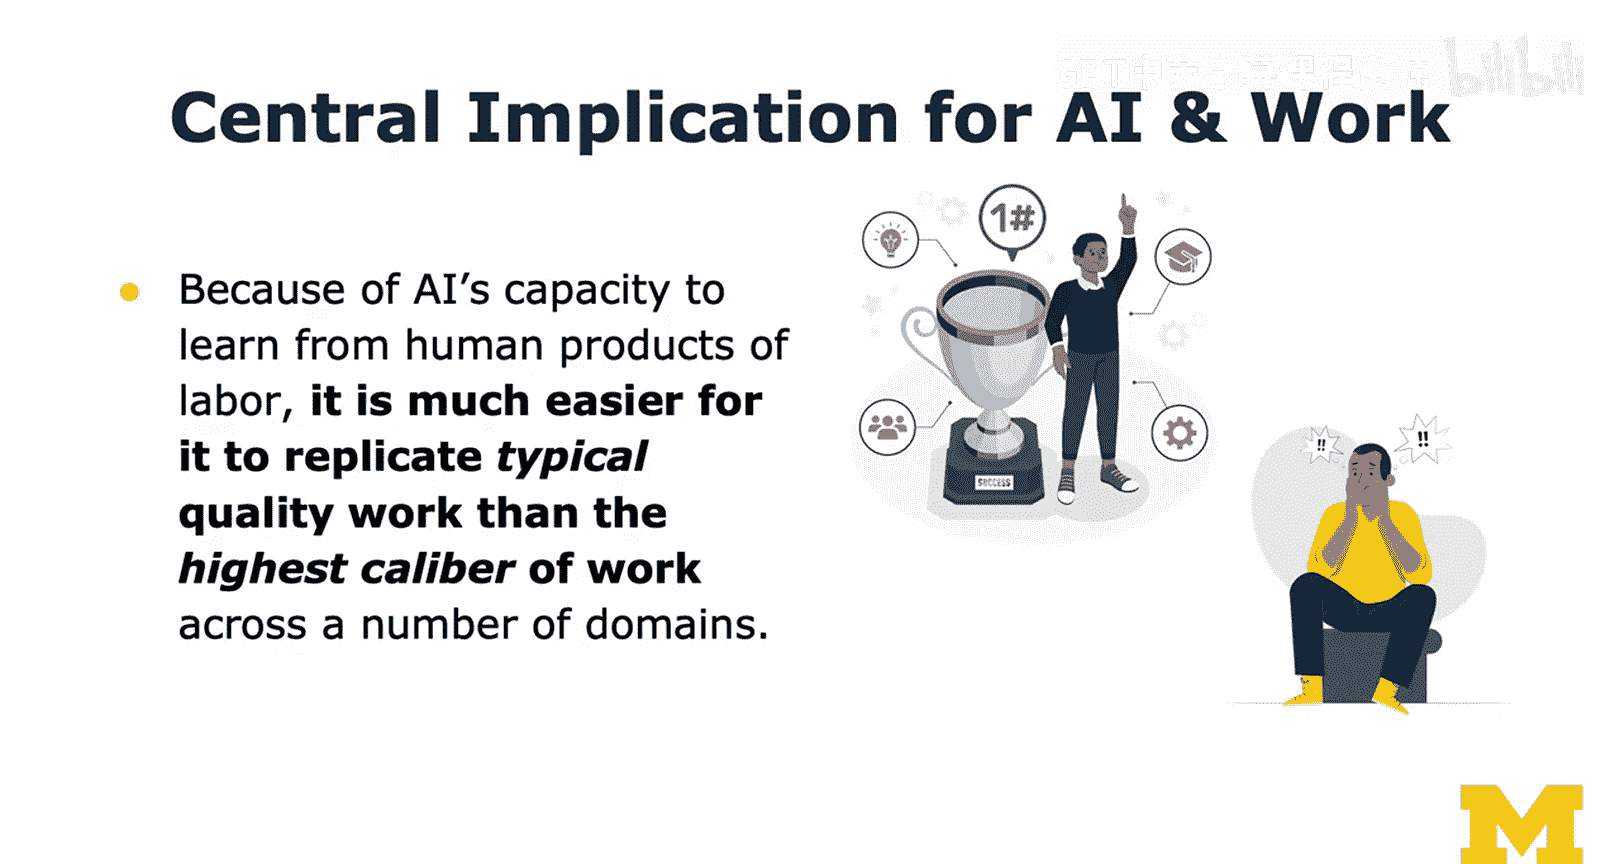 bilibili
Central Implication for AI & Work
Because of AI’s capacity to
learn from human products of
labor, it is much easier for
it to replicate typical
quality work than the
highest caliber of work
across a number of domains.
1#
SUCCESS
!!
!!
M